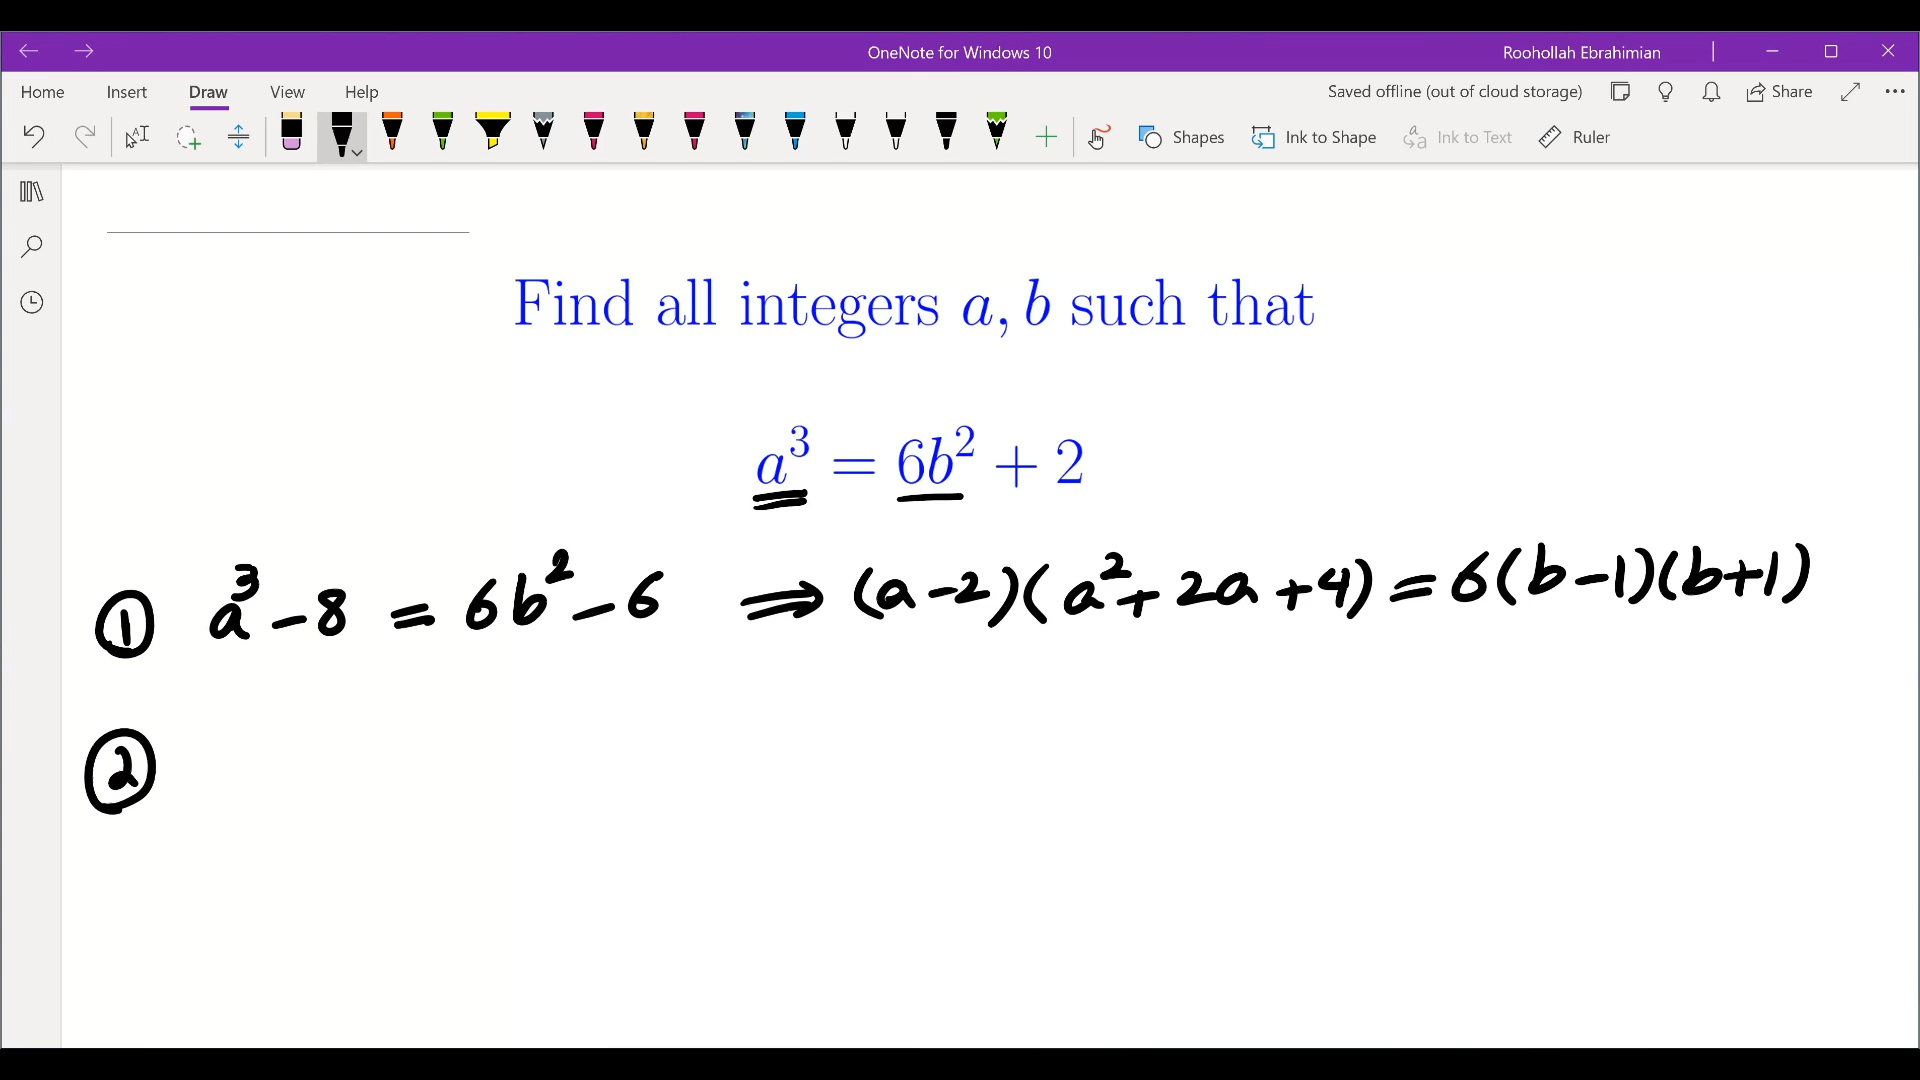 OneNote for Windows 10
Roohollah Ebrahimian
Home Insert Draw View Help
Saved offline (out of cloud storage) Share
Shapes Ink to Shape Ink to Text Ruler
Find all integers a, b such that
a³ = 6b² + 2
① a³ - 8 = 6b² - 6 ⟹ (a-2)(a²+2a+4) = 6(b-1)(b+1)
②